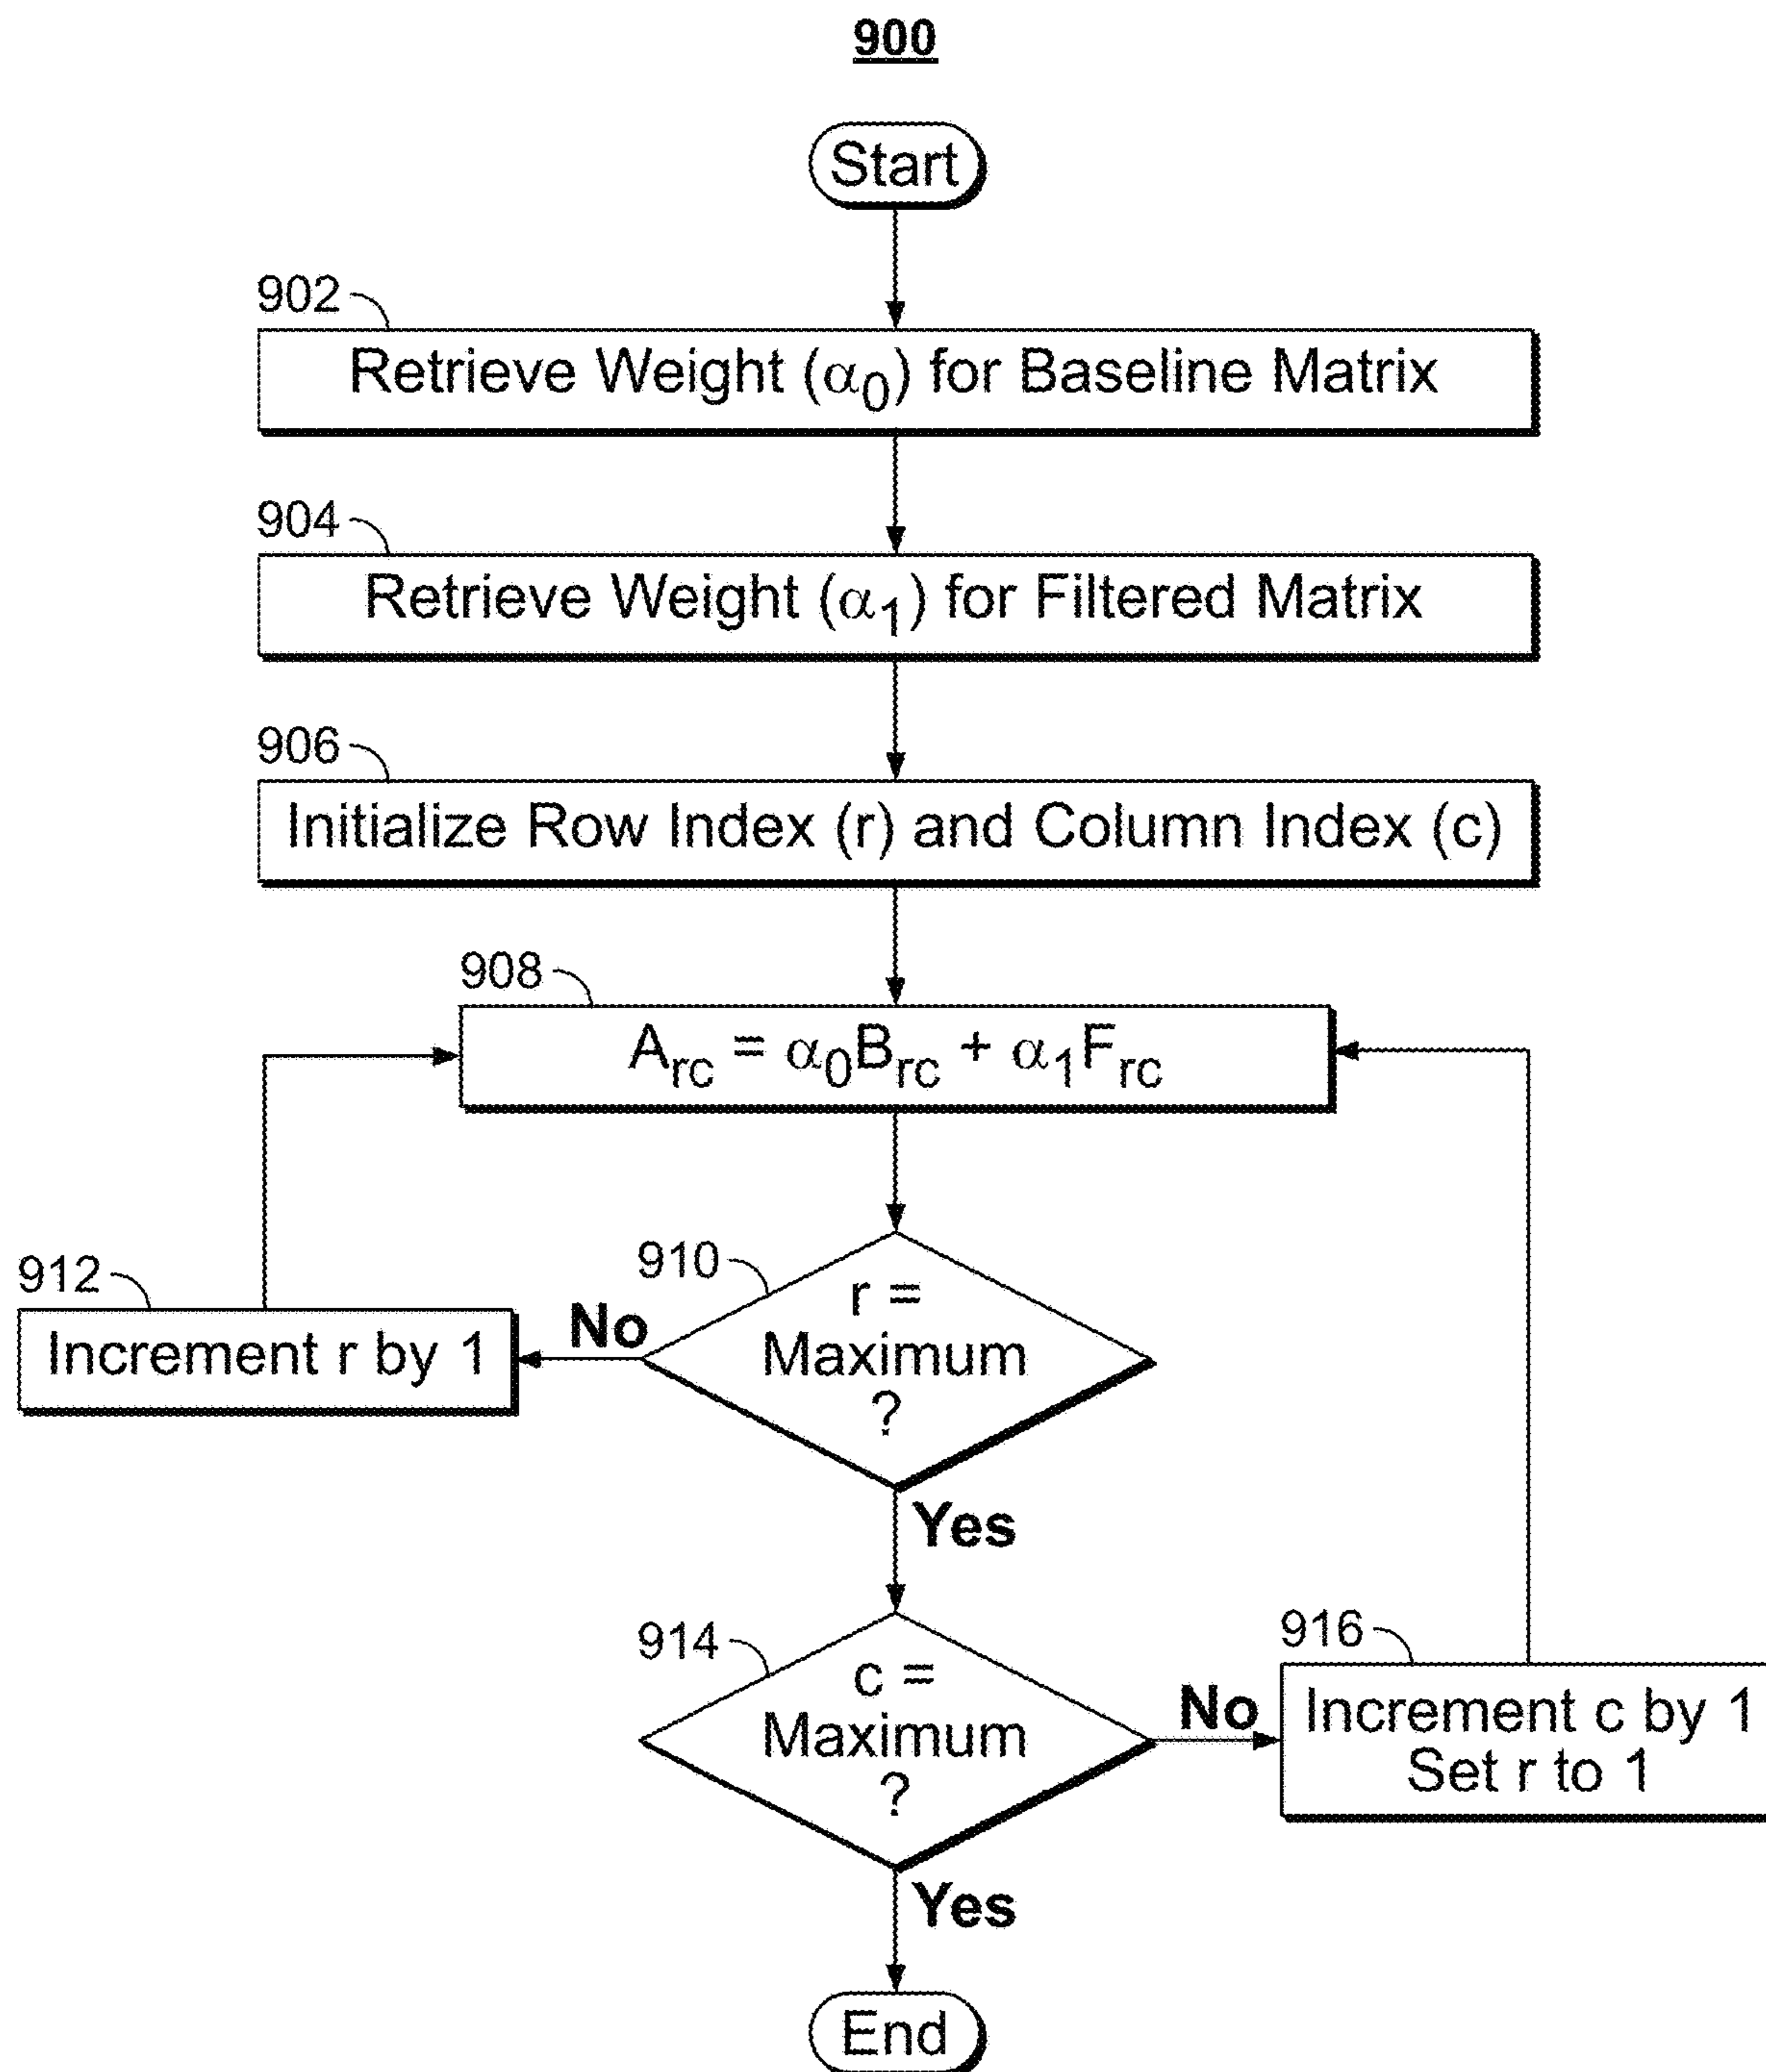 900
Start
902
Retrieve Weight (α0) for Baseline Matrix
904
Retrieve Weight (α1) for Filtered Matrix
906
Initialize Row Index (r) and Column Index (c)
908
Arc = α0Brc + α1Frc
910
r =
Maximum
?
912
No
Increment r by 1
Yes
914
c =
Maximum
?
916
No
Increment c by 1
Set r to 1
Yes
End